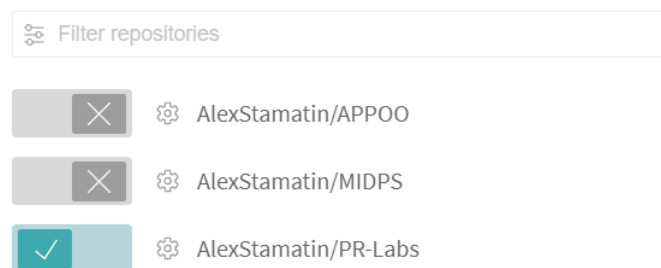 Filter repositories
AlexStamatin/APPOO
AlexStamatin/MIDPS
AlexStamatin/PR-Labs